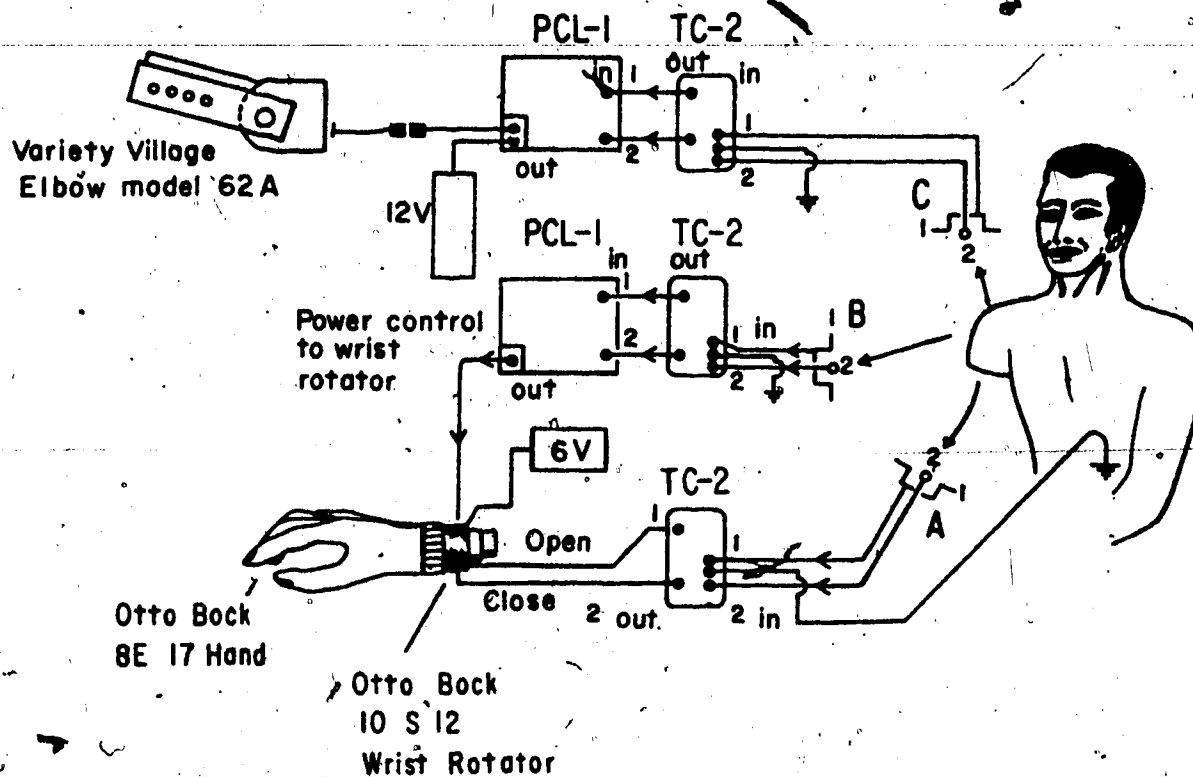 PCL-1
TC-2
in 1
out
in
2
out
1
2
Variety Village
Elbow model 62A
12V
C
1
2
PCL-1
TC-2
in
1
out
2
out
1 in
2
1 B
2
Power control
to wrist
rotator
6V
TC-2
1
Open
Close
2 out
1
2 in
2
1
A
Otto Bock
8E 17 Hand
Otto Bock
10 S 12
Wrist Rotator